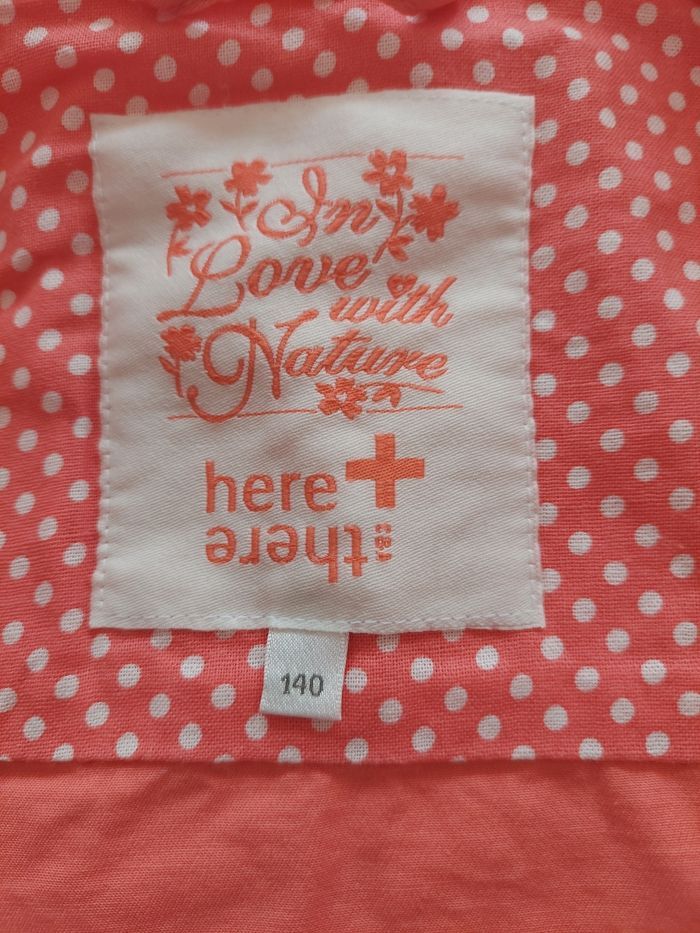 In
Love
with
Nature
here+
there
C&A
140